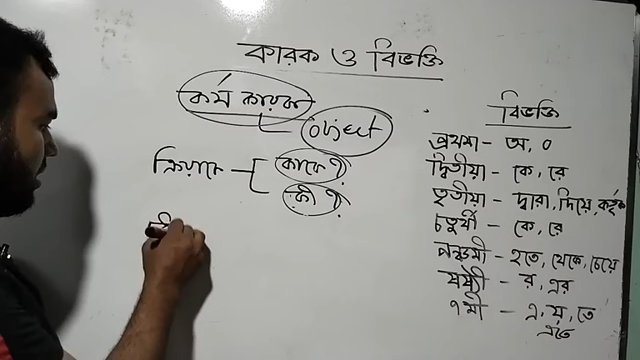 কারক ও বিভক্তি
কর্ম কারক
object
ক্রিয়াকে - কাকে?
কী?
বিভক্তি
প্রথমা - অ, ০
দ্বিতীয়া - কে, রে
তৃতীয়া - দ্বারা, দিয়ে, কর্তৃক
চতুর্থী - কে, রে
পঞ্চমী - হতে, থেকে, চেয়ে
ষষ্ঠী - র, এর
৭মী - এ, য়, তে
এতে